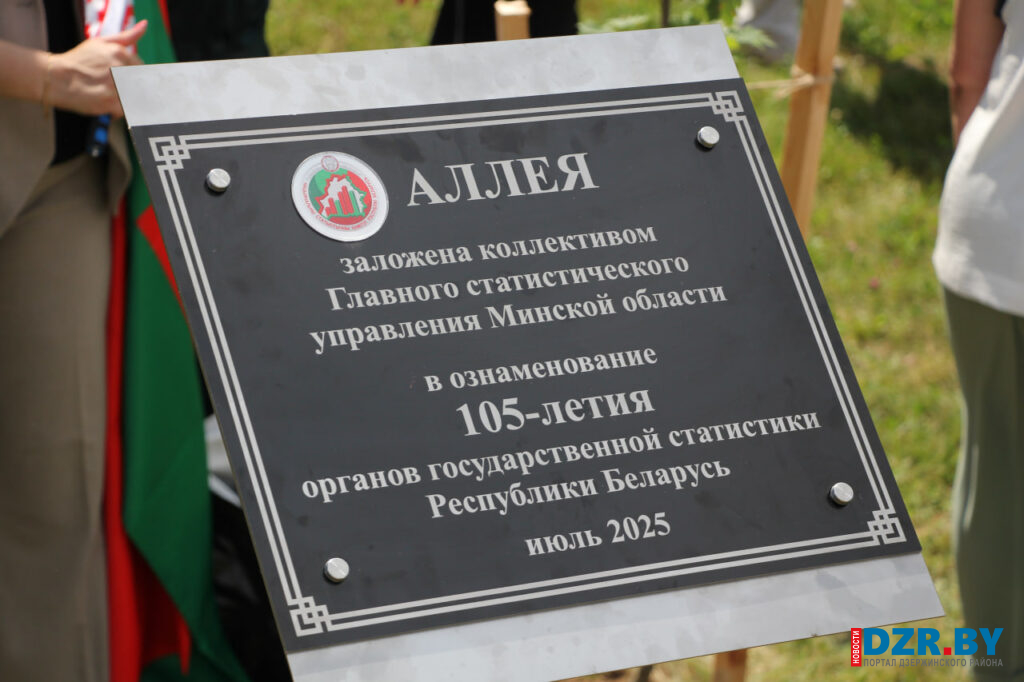 АЛЛЕЯ
заложена коллективом
Главного статистического
управления Минской области
в ознаменование
105-летия
органов государственной статистики
Республики Беларусь
июль 2025
НОВОСТИ
DZR.BY
ПОРТАЛ ДЗЕРЖИНСКОГО РАЙОНА